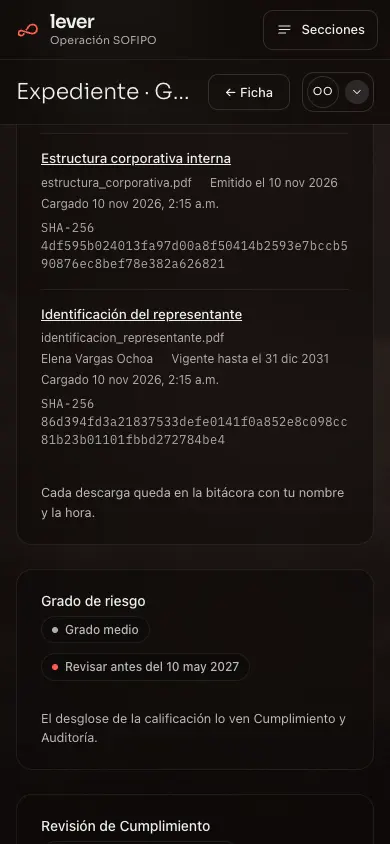 lever
Operación SOFIPO
Secciones
Expediente · G...
← Ficha
OO
Estructura corporativa interna
estructura_corporativa.pdf Emitido el 10 nov 2026
Cargado 10 nov 2026, 2:15 a.m.
SHA-256
4df595b024013fa97d00a8f50414b2593e7bccb5
90876ec8bef78e382a626821
Identificación del representante
identificacion_representante.pdf
Elena Vargas Ochoa Vigente hasta el 31 dic 2031
Cargado 10 nov 2026, 2:15 a.m.
SHA-256
86d394fd3a21837533defe0141f0a852e8c098cc
81b23b01101fbbd272784be4
Cada descarga queda en la bitácora con tu nombre
y la hora.
Grado de riesgo
Grado medio
Revisar antes del 10 may 2027
El desglose de la calificación lo ven Cumplimiento y
Auditoría.
Revisión de Cumplimiento